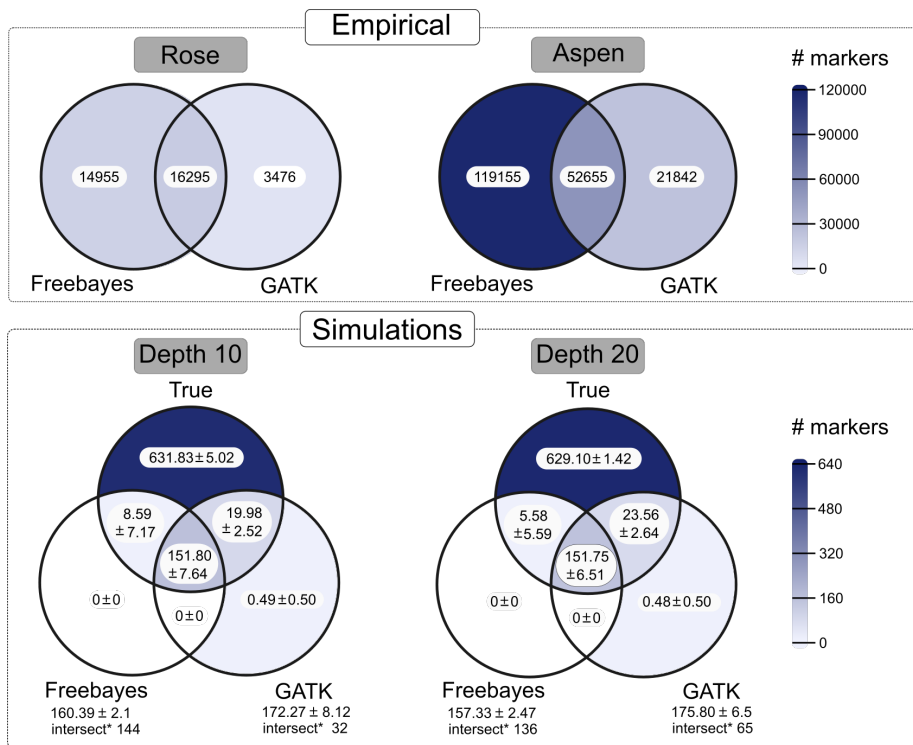 Empirical
Rose
Aspen
# markers
14955
16295
3476
119155
52655
21842
120000
90000
60000
30000
0
Freebayes
GATK
Freebayes
GATK
Simulations
Depth 10
Depth 20
True
True
# markers
631.83±5.02
629.10±1.42
640
480
320
160
0
8.59
±7.17
19.98
±2.52
151.80
±7.64
5.58
±5.59
23.56
±2.64
151.75
±6.51
0±0
0±0
0.49±0.50
0±0
0±0
0.48±0.50
Freebayes
160.39 ± 2.1
intersect* 144
GATK
172.27 ± 8.12
intersect* 32
Freebayes
157.33 ± 2.47
intersect* 136
GATK
175.80 ± 6.5
intersect* 65